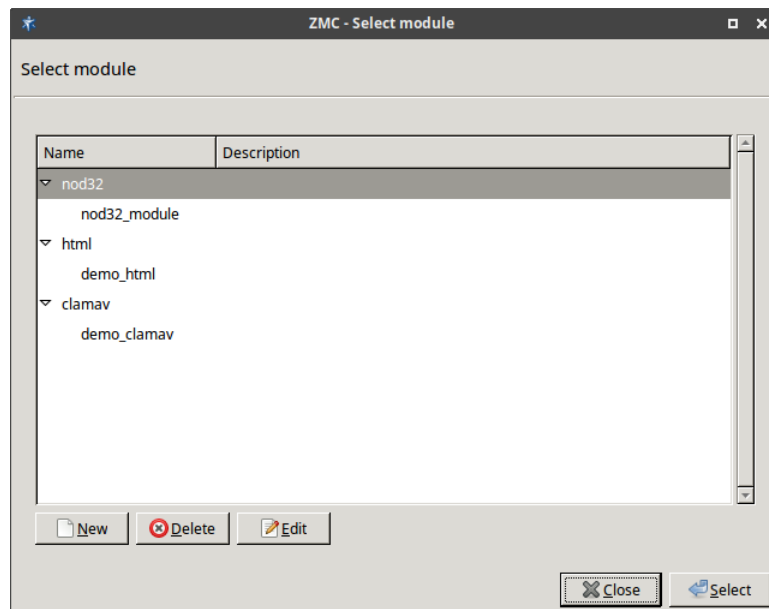 ZMC - Select module
Select module
Name Description
nod32
nod32_module
html
demo_html
clamav
demo_clamav
New Delete Edit
Close Select